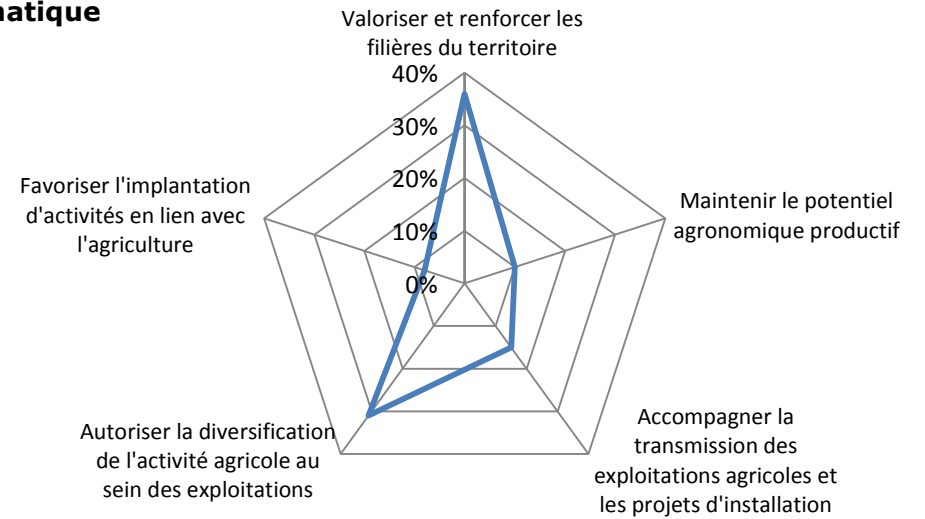 Valoriser et renforcer les
filières du territoire
40%
30%
20%
10%
0%
Maintenir le potentiel
agronomique productif
Accompagner la
transmission des
exploitations agricoles et
les projets d'installation
Autoriser la diversification
de l'activité agricole au
sein des exploitations
Favoriser l'implantation
d'activités en lien avec
l'agriculture